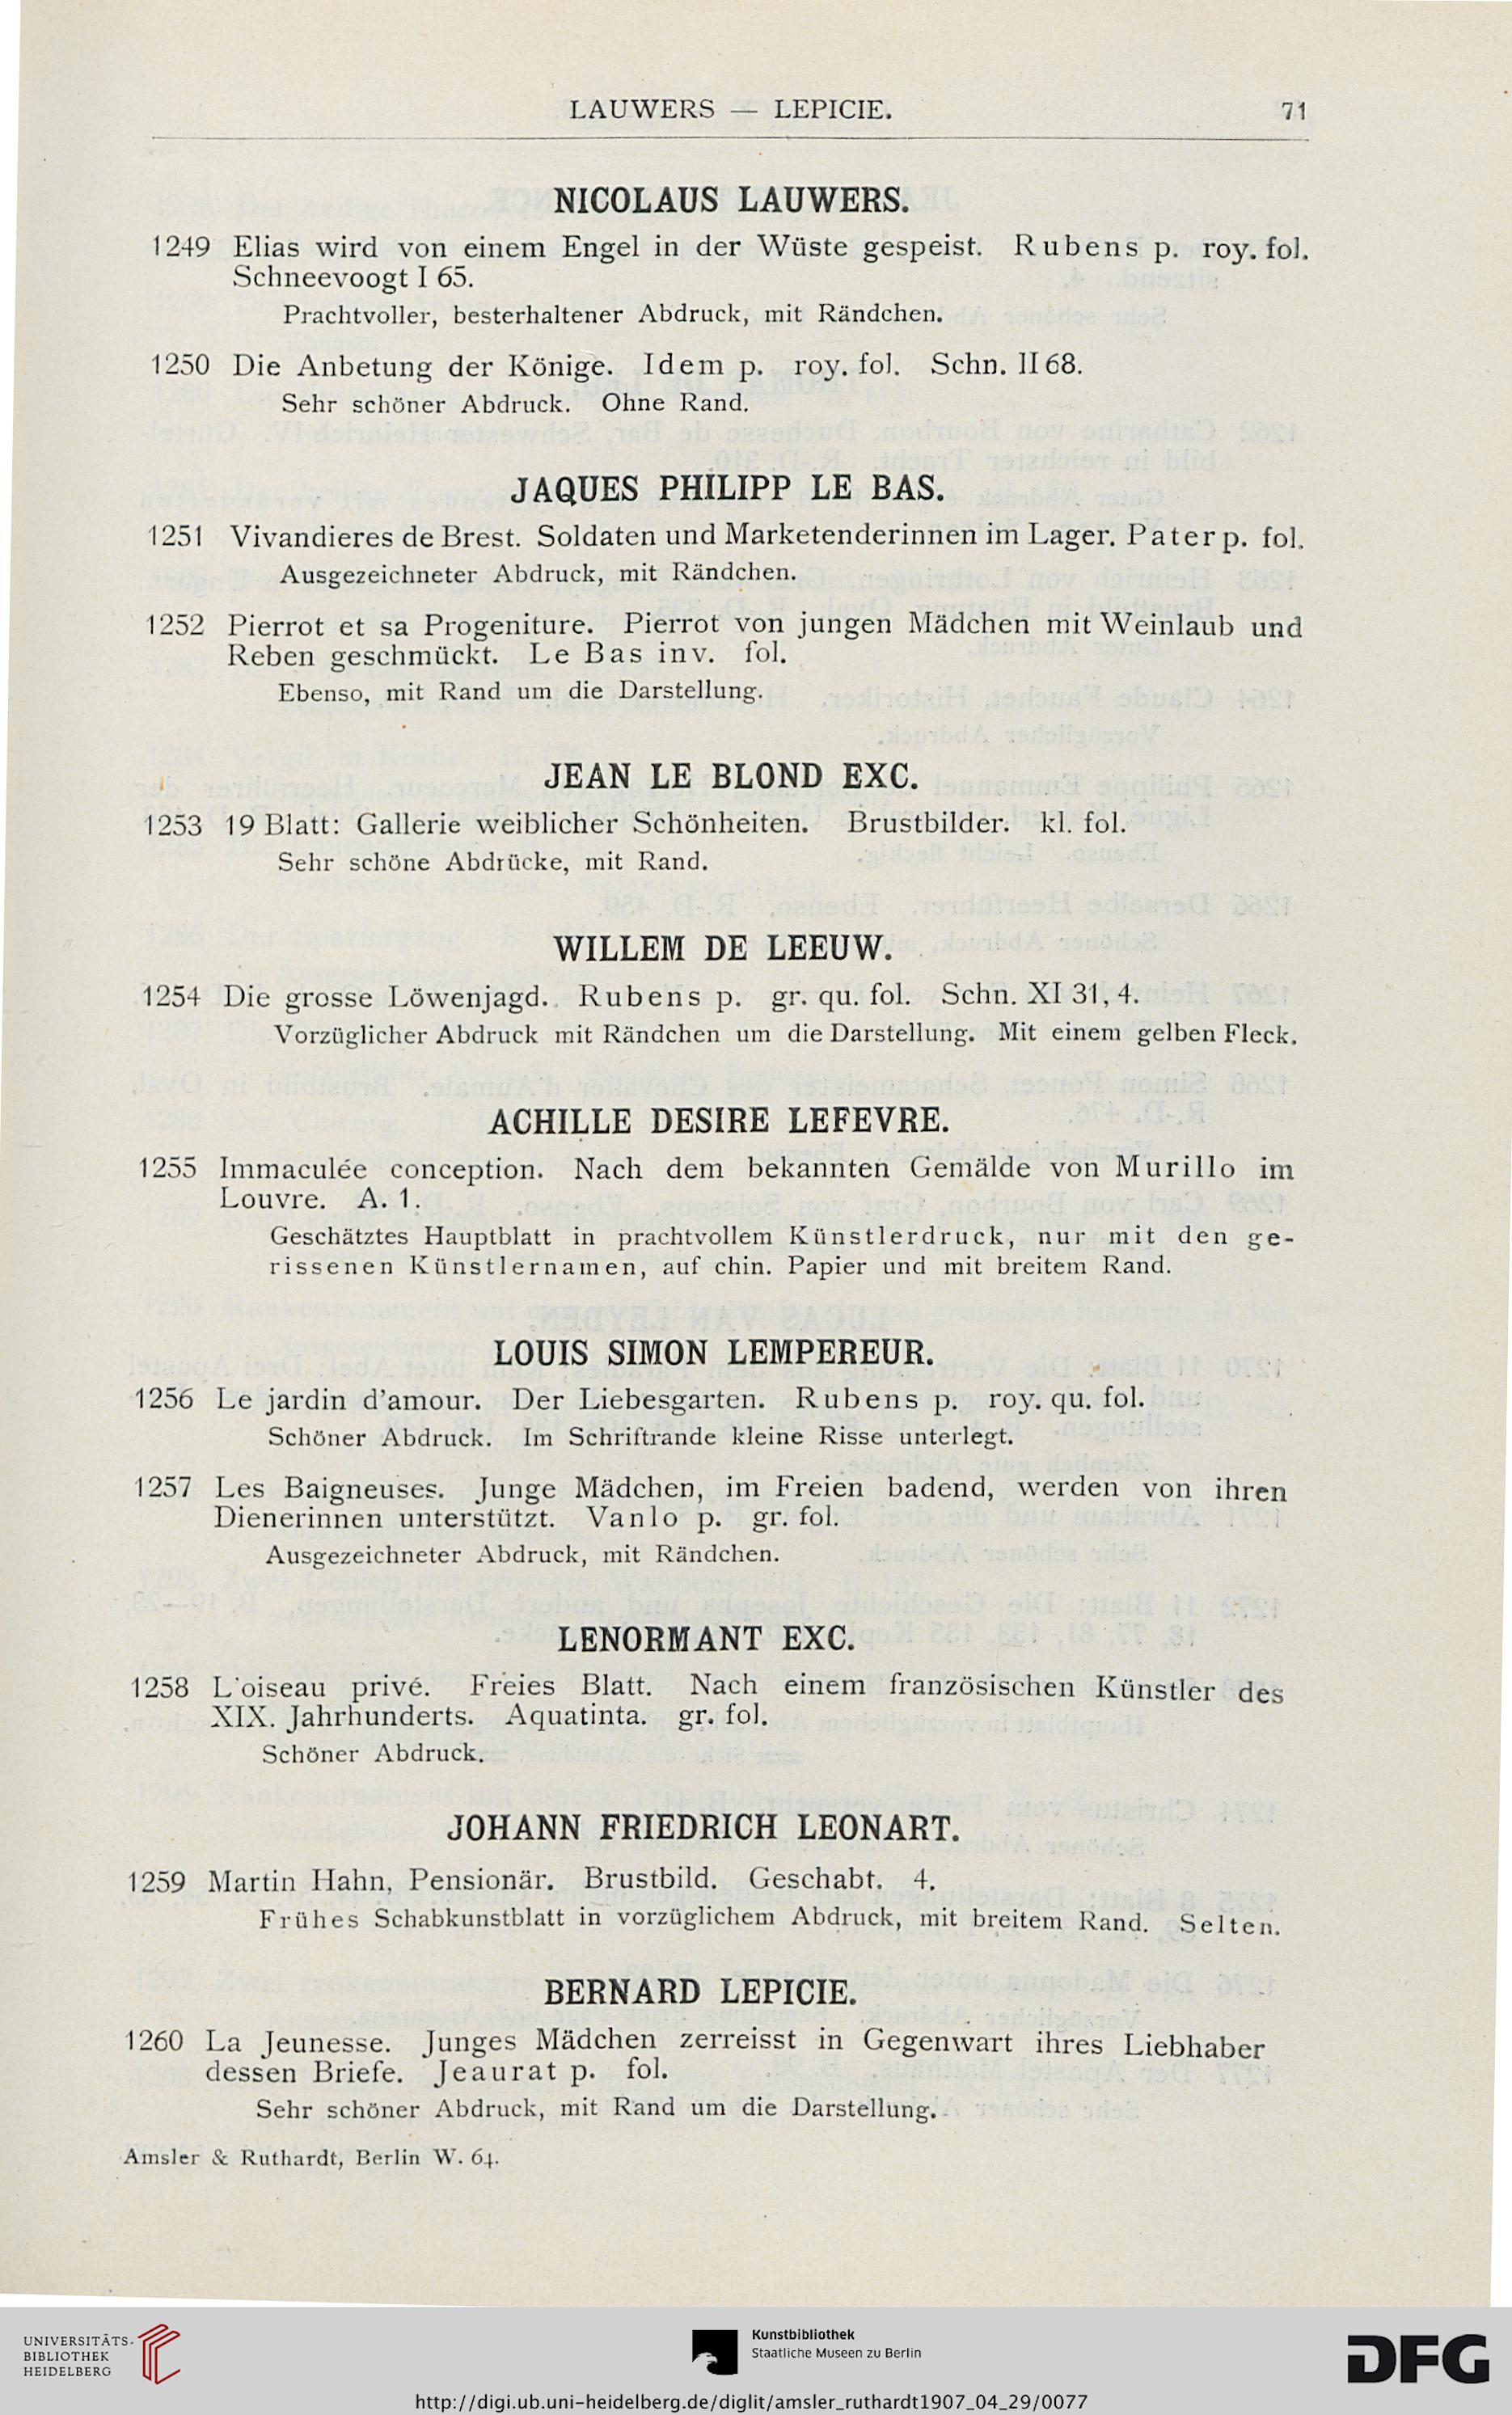 LAUWERS — LEPICIE. 71
NICOLAUS LAUWERS.
1249 Elias wird von einem Engel in der Wüste gespeist. Rubens p. roy. fol.
Schneevoogt I 65.
Prachtvoller, besterhaltener Abdruck, mit Rändchen.
1250 Die Anbetung der Könige. Idem p. roy. fol. Schn. II 68.
Sehr schöner Abdruck. Ohne Rand.
JAQUES PHILIPP LE BAS.
1251 Vivandieres de Brest. Soldaten und Marketenderinnen im Lager. Pater p. fol.
Ausgezeichneter Abdruck, mit Rändchen.
1252 Pierrot et sa Progeniture. Pierrot von jungen Mädchen mit Weinlaub und
Reben geschmückt. Le Bas inv. fol.
Ebenso, mit Rand um die Darstellung.
JEAN LE BLOND EXC.
1253 19 Blatt: Gallerie weiblicher Schönheiten. Brustbilder. kl. fol.
Sehr schöne Abdrücke, mit Rand.
WILLEM DE LEEUW.
1254 Die grosse Löwenjagd. Rubens p. gr. qu. fol. Schn. XI 31, 4.
Vorzüglicher Abdruck mit Rändchen um die Darstellung. Mit einem gelben Fleck.
ACHILLE DESIRE LEFEVRE.
1255 Immaculée conception. Nach dem bekannten Gemälde von Murillo im
Louvre. A. 1.
Geschätztes Hauptblatt in prachtvollem Künstlerdruck, nur mit den ge-
rissenen Künstlernamen, auf chin. Papier und mit breitem Rand.
LOUIS SIMON LEMPEREUR.
1256 Le jardin d'amour. Der Liebesgarten. Rubens p. roy. qu. fol.
Schöner Abdruck. Im Schriftrande kleine Risse unterlegt.
1257 Les Baigneuses. Junge Mädchen, im Freien badend, werden von ihren
Dienerinnen unterstützt. Vanlo p. gr. fol.
Ausgezeichneter Abdruck, mit Rändchen.
LENORMANT EXC.
1258 L'oiseau privé. Freies Blatt. Nach einem französischen Künstler des
XIX. Jahrhunderts. Aquatinta. gr. fol.
Schöner Abdruck.
JOHANN FRIEDRICH LEONART.
1259 Martin Hahn, Pensionär. Brustbild. Geschabt. 4.
Frühes Schabkunstblatt in vorzüglichem Abdruck, mit breitem Rand. Selten.
BERNARD LEPICIE.
1260 La Jeunesse. Junges Mädchen zerreisst in Gegenwart ihres Liebhaber
dessen Briefe. Jeaurat p. fol.
Sehr schöner Abdruck, mit Rand um die Darstellung.
Amsler & Ruthardt, Berlin W. 64.
UNIVERSITÄTS-
BIBLIOTHEK
HEIDELBERG
Kunstbibliothek
Staatliche Museen zu Berlin
DFG
http://digi.ub.uni-heidelberg.de/diglit/amsler_ruthardt1907_04_29/0077